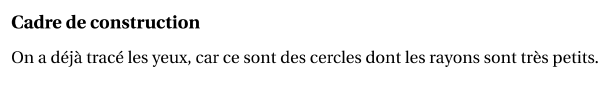 Cadre de construction
On a déjà tracé les yeux, car ce sont des cercles dont les rayons sont très petits.